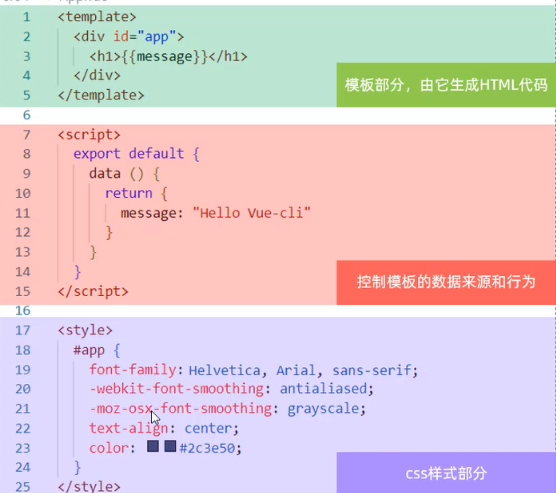 1 <template>
2 <div id="app">
3 <h1>{{message}}</h1>
4 </div>
模板部分，由它生成HTML代码
5 </template>
6
7 <script>
8 export default {
9 data () {
10 return {
11 message: "Hello Vue-cli"
12 }
13 }
14 }
控制模板的数据来源和行为
15 </script>
16
17 <style>
18 #app {
19 font-family: Helvetica, Arial, sans-serif;
20 -webkit-font-smoothing: antialiased;
21 -moz-osx-font-smoothing: grayscale;
22 text-align: center;
23 color: #2c3e50;
24 }
css样式部分
25 </style>